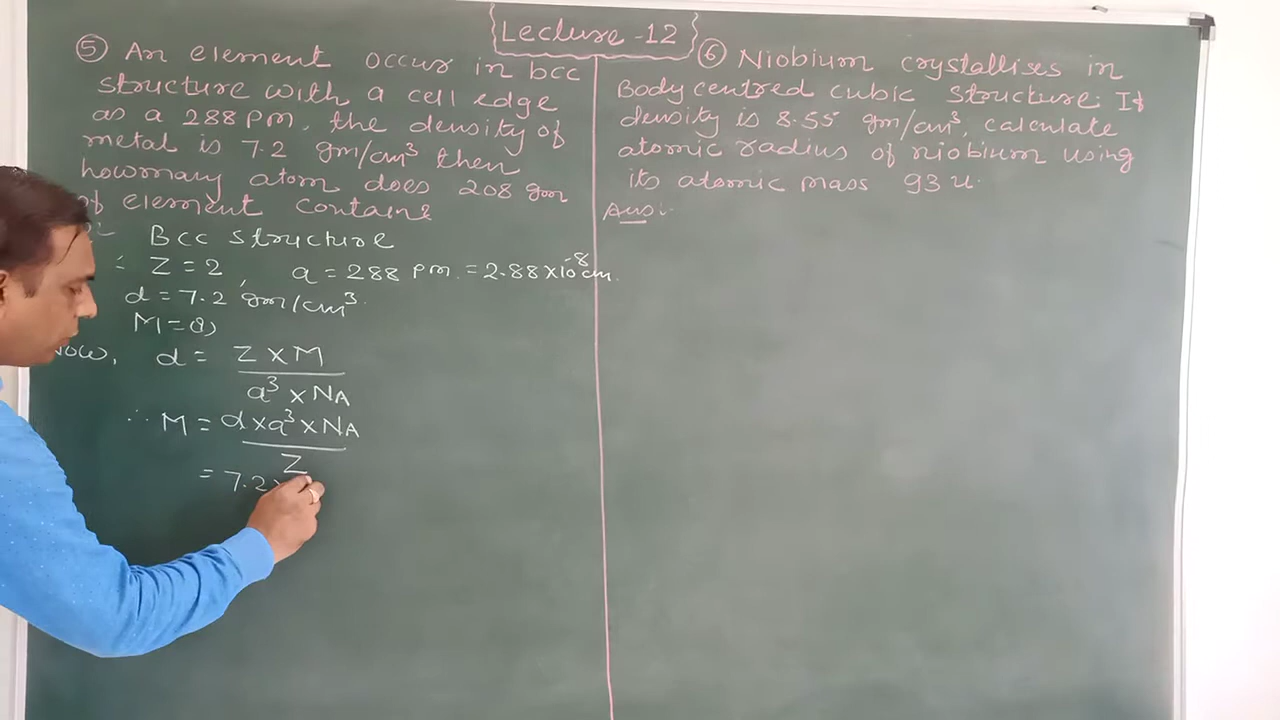 Lecture-12
⑤ An element occur in bcc
structure with a cell edge
as a 288 pm, the density of
metal is 7.2 gm/cm³ then
howmany atom does 208 gm
of element contains
Bcc structure
∴ Z = 2, a = 288 pm = 2.88×10⁻⁸ cm.
d = 7.2 gm/cm³.
M =
Now, d = Z × M
a³ × NA
∴ M = d × a³ × NA
Z
= 7.2
⑥ Niobium crystallises in
Body centred cubic structure. If
density is 8.55 gm/cm³, calculate
atomic radius of niobium using
its atomic mass 93 u.
Ans:-